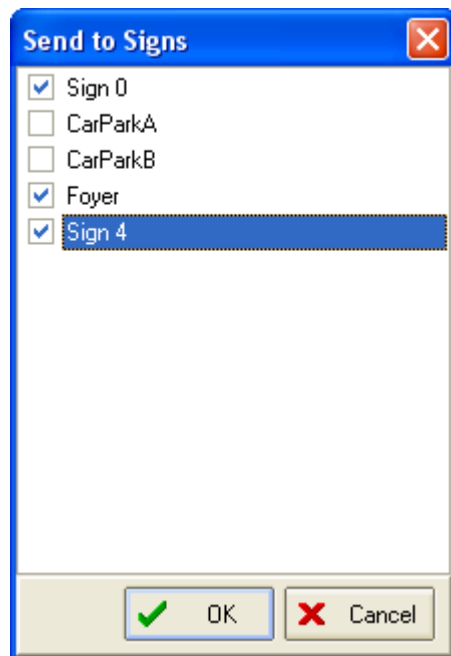 Send to Signs
Sign 0
CarParkA
CarParkB
Foyer
Sign 4
OK
Cancel